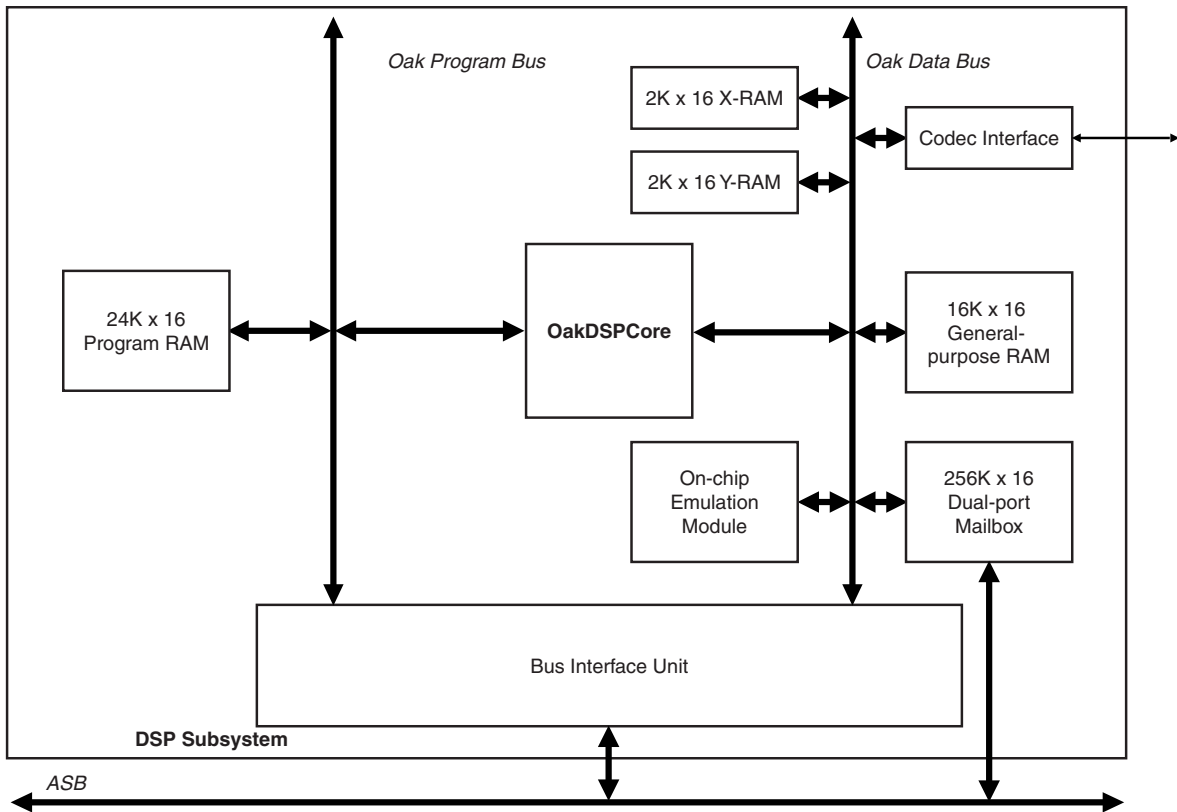 Oak Program Bus
Oak Data Bus
2K x 16 X-RAM
Codec Interface
2K x 16 Y-RAM
24K x 16
Program RAM
OakDSPCore
16K x 16
General-
purpose RAM
On-chip
Emulation
Module
256K x 16
Dual-port
Mailbox
Bus Interface Unit
DSP Subsystem
ASB